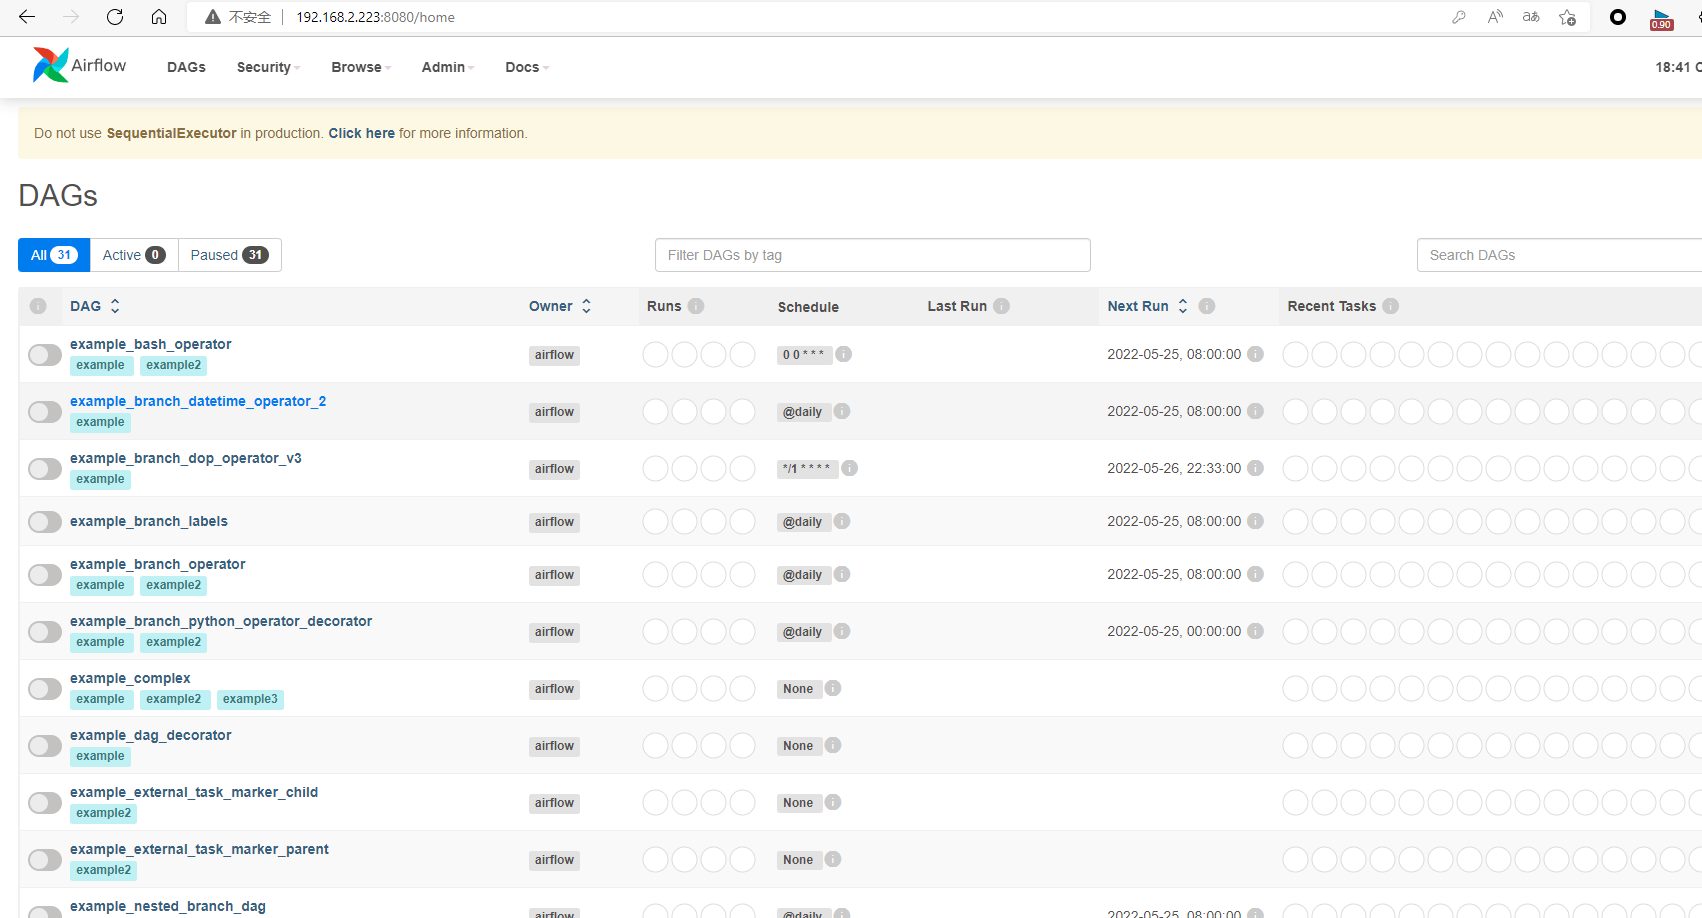 不安全 192.168.2.223:8080/home
0.90
Airflow DAGs Security Browse Admin Docs 18:41
Do not use SequentialExecutor in production. Click here for more information.
DAGs
All 31 Active 0 Paused 31 Filter DAGs by tag Search DAGs
DAG Owner Runs Schedule Last Run Next Run Recent Tasks
example_bash_operator
example example2 airflow 0 0 * * * 2022-05-25, 08:00:00
example_branch_datetime_operator_2
example airflow @daily 2022-05-25, 08:00:00
example_branch_dop_operator_v3
example airflow */1 * * * * 2022-05-26, 22:33:00
example_branch_labels airflow @daily 2022-05-25, 08:00:00
example_branch_operator
example example2 airflow @daily 2022-05-25, 08:00:00
example_branch_python_operator_decorator
example example2 airflow @daily 2022-05-25, 00:00:00
example_complex
example example2 example3 airflow None
example_dag_decorator
example airflow None
example_external_task_marker_child
example2 airflow None
example_external_task_marker_parent
example2 airflow None
example_nested_branch_dag
airflow @daily 2022-05-25, 08:00:00